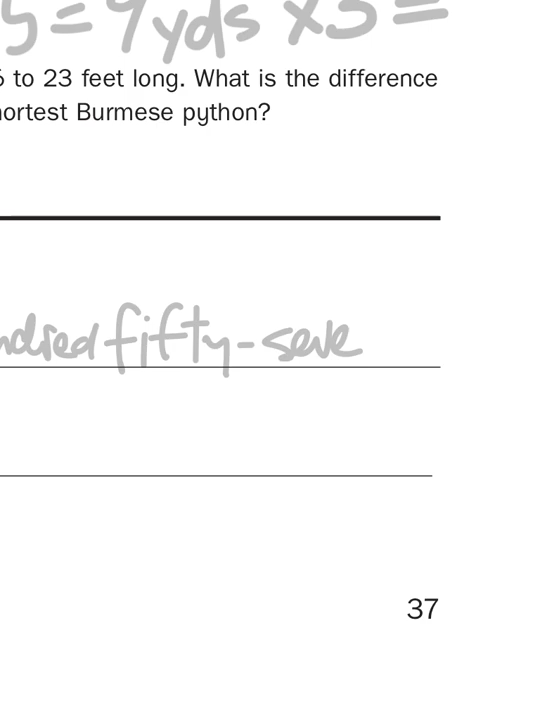 5 = 9 yds x 3 =
to 23 feet long. What is the difference
ortest Burmese python?
ndred fifty-seve
37